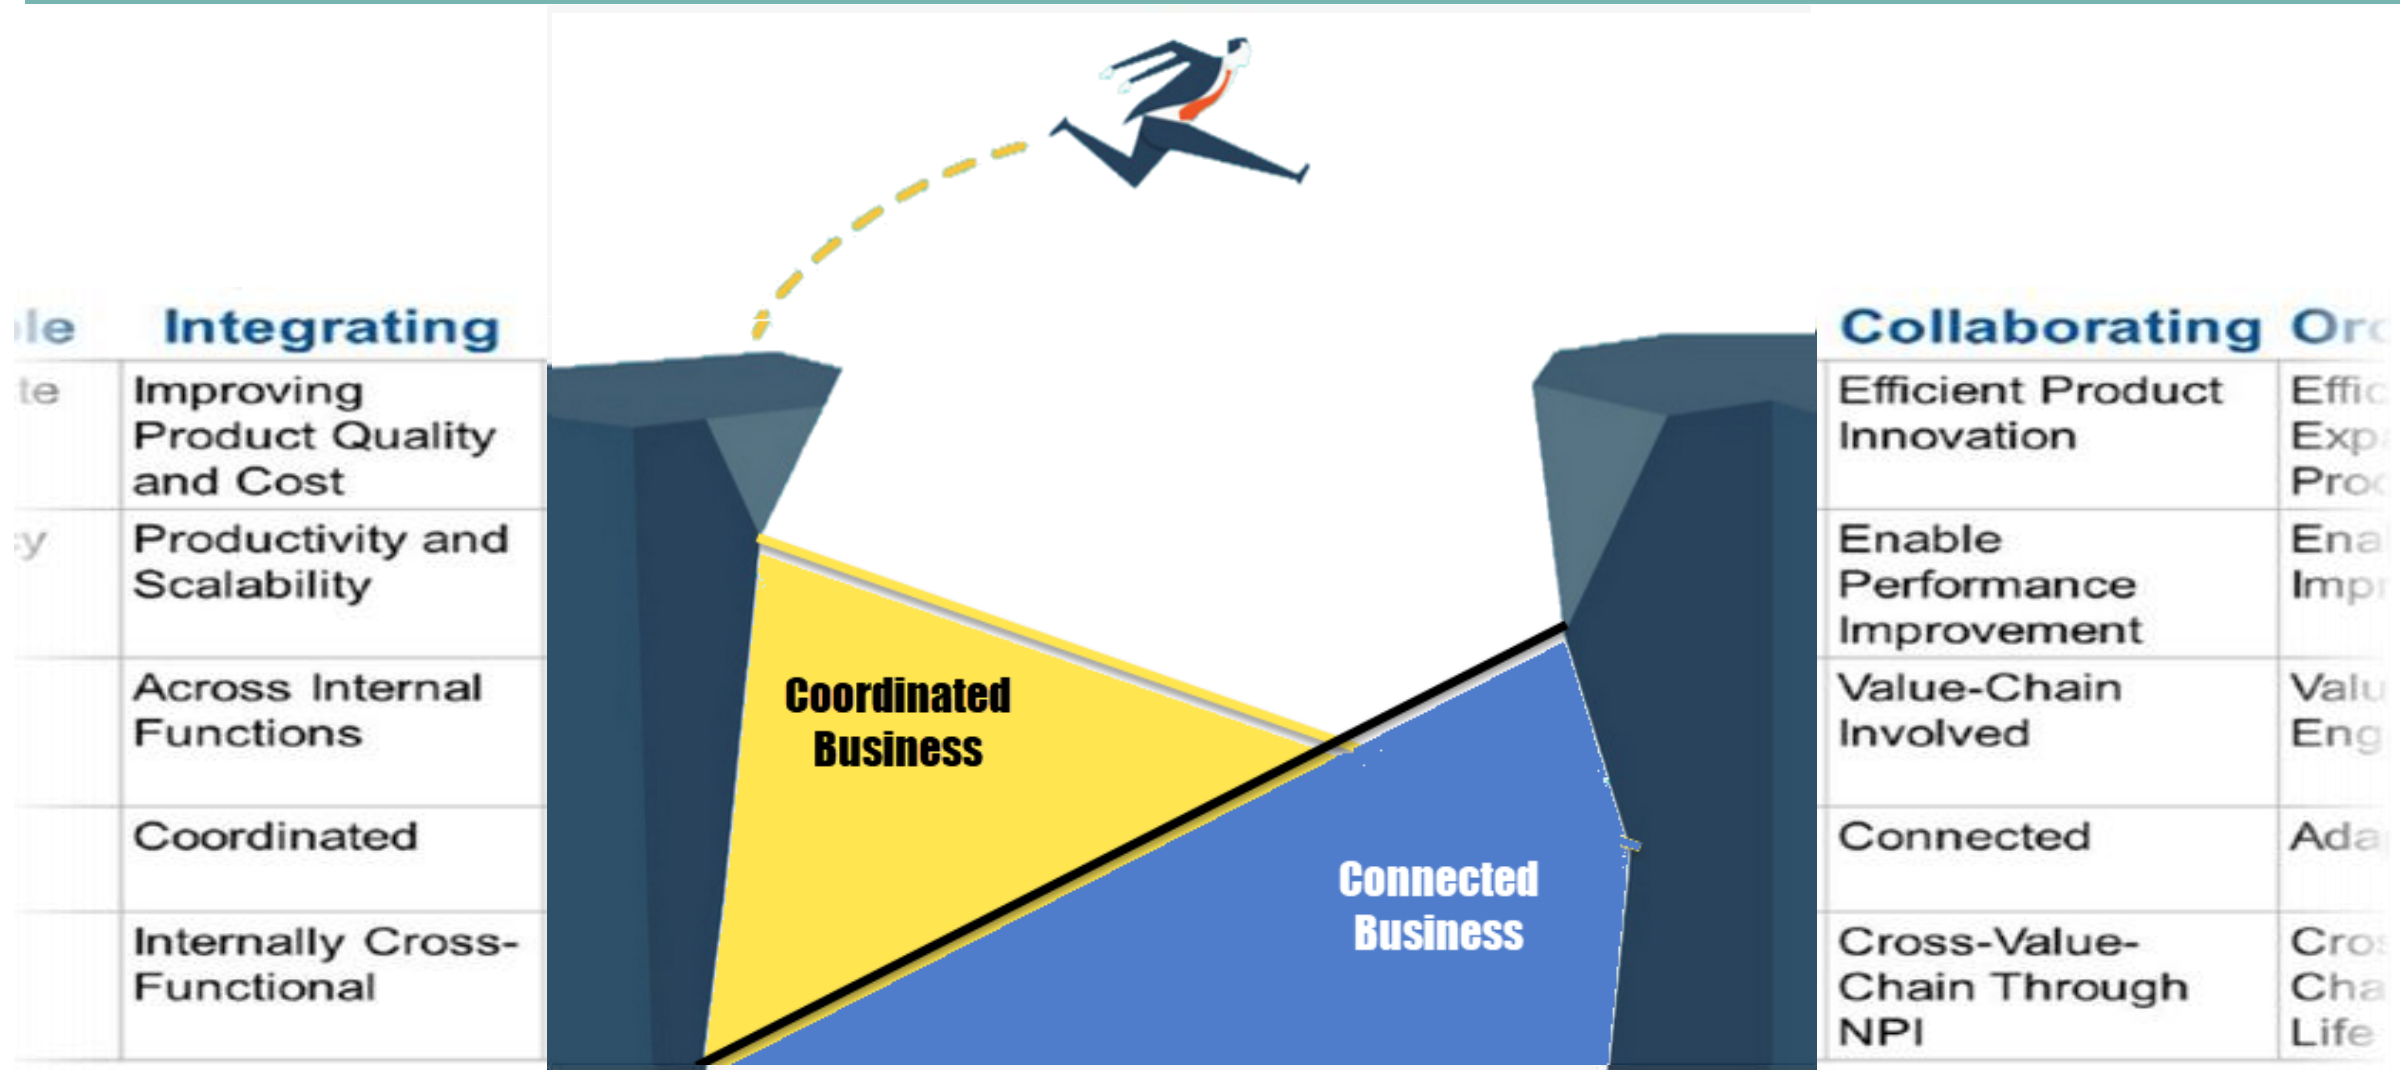 Integrating
Improving
Product Quality
and Cost
Productivity and
Scalability
Across Internal
Functions
Coordinated
Internally Cross-
Functional
Coordinated
Business
Connected
Business
Collaborating
Efficient Product
Innovation
Enable
Performance
Improvement
Value-Chain
Involved
Connected
Cross-Value-
Chain Through
NPI
Life